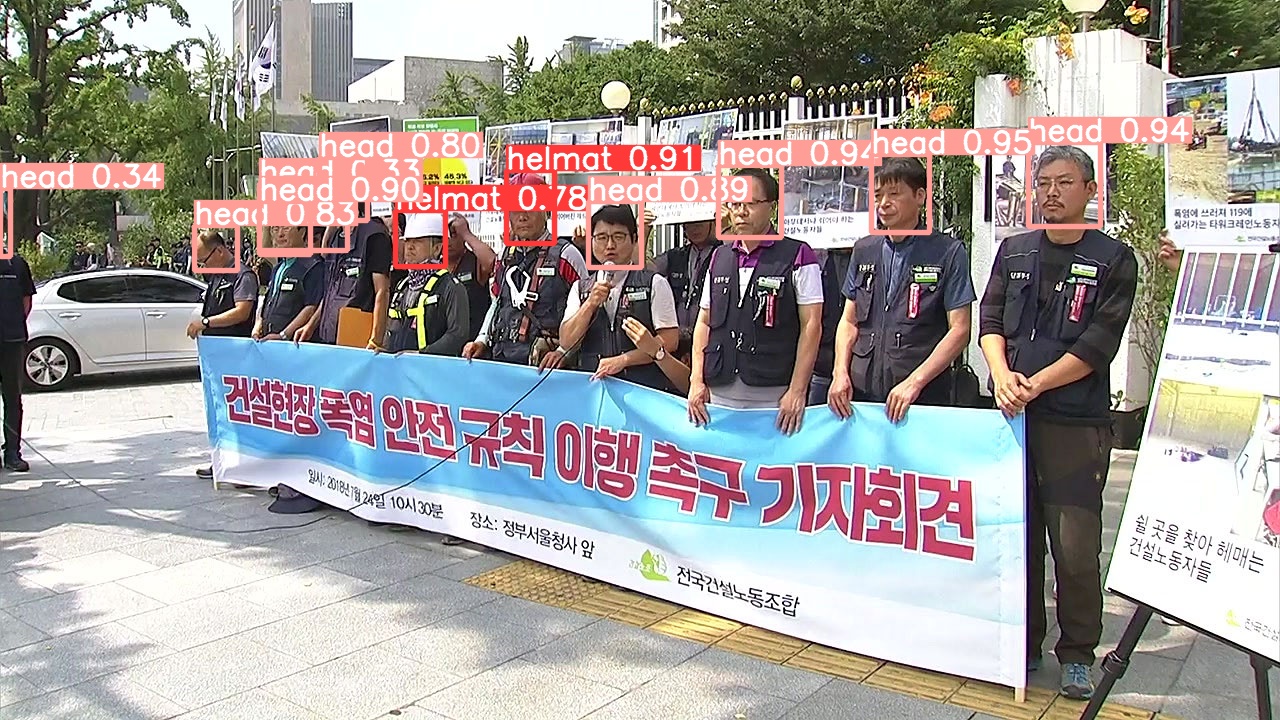 head 0.34
head 0.83
head 0.33
head 0.90
head 0.80
helmat 0.78
helmat 0.91
head 0.89
head 0.94
head 0.95
head 0.94
45.3%
건설현장 폭염 안전 규칙 이행 촉구 기자회견
일시: 2018년 7월 24일 10시 30분
장소: 정부서울청사 앞
전국건설노동조합
폭염에 쓰러져 119에
실려가는 타워크레인노동자
쉴 곳을 찾아 헤매는
건설노동자들